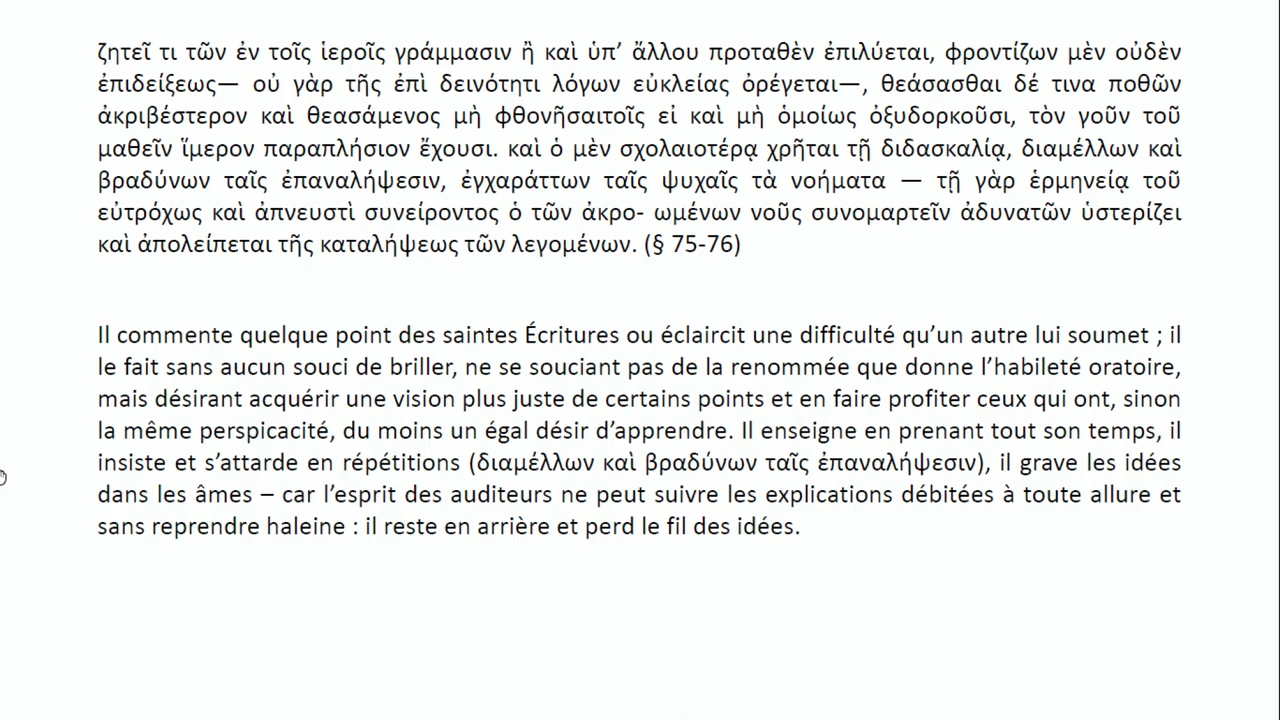 ζητεῖ τι τῶν ἐν τοῖς ἱεροῖς γράμμασιν ἢ καὶ ὑπ’ ἄλλου προταθὲν ἐπιλύεται, φροντίζων μὲν οὐδὲν
ἐπιδείξεως— οὐ γὰρ τῆς ἐπὶ δεινότητι λόγων εὐκλείας ὀρέγεται—, θεάσασθαι δέ τινα ποθῶν
ἀκριβέστερον καὶ θεασάμενος μὴ φθονῆσαιτοῖς εἰ καὶ μὴ ὁμοίως ὀξυδορκοῦσι, τὸν γοῦν τοῦ
μαθεῖν ἵμερον παραπλήσιον ἔχουσι. καὶ ὁ μὲν σχολαιοτέρᾳ χρῆται τῇ διδασκαλίᾳ, διαμέλλων καὶ
βραδύνων ταῖς ἐπαναλήψεσιν, ἐγχαράττων ταῖς ψυχαῖς τὰ νοήματα — τῇ γὰρ ἑρμηνείᾳ τοῦ
εὐτρόχως καὶ ἀπνευστὶ συνείροντος ὁ τῶν ἀκρο- ωμένων νοῦς συνομαρτεῖν ἀδυνατῶν ὑστερίζει
καὶ ἀπολείπεται τῆς καταλήψεως τῶν λεγομένων. (§ 75-76)
Il commente quelque point des saintes Écritures ou éclaircit une difficulté qu’un autre lui soumet ; il
le fait sans aucun souci de briller, ne se souciant pas de la renommée que donne l’habileté oratoire,
mais désirant acquérir une vision plus juste de certains points et en faire profiter ceux qui ont, sinon
la même perspicacité, du moins un égal désir d’apprendre. Il enseigne en prenant tout son temps, il
insiste et s’attarde en répétitions (διαμέλλων καὶ βραδύνων ταῖς ἐπαναλήψεσιν), il grave les idées
dans les âmes – car l’esprit des auditeurs ne peut suivre les explications débitées à toute allure et
sans reprendre haleine : il reste en arrière et perd le fil des idées.